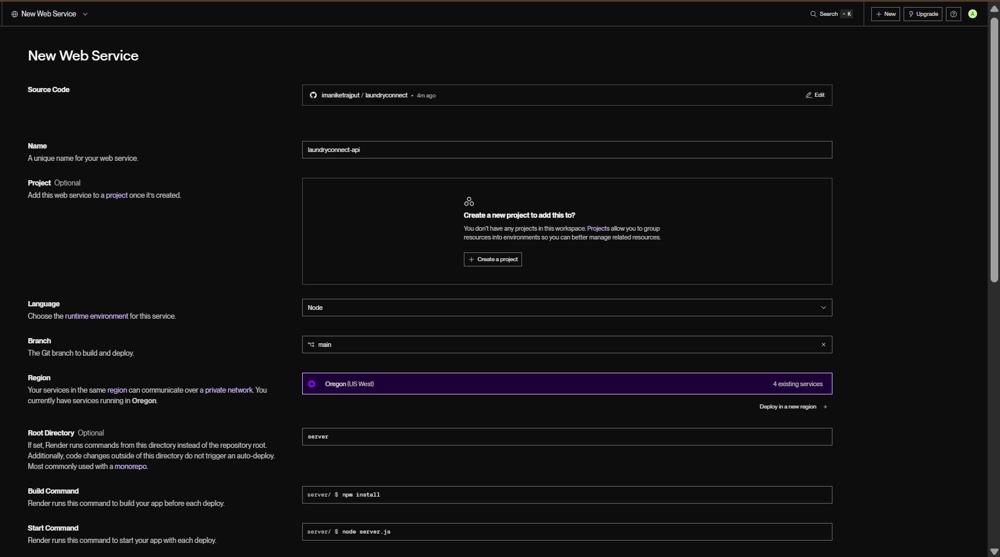 New Web Service
Search ^ K
+ New
Upgrade
A
New Web Service
Source Code
imaniketrajput / laundryconnect • 4m ago
Edit
Name
A unique name for your web service.
laundryconnect-api
Project Optional
Add this web service to a project once it's created.
Create a new project to add this to?
You don't have any projects in this workspace. Projects allow you to group
resources into environments so you can better manage related resources.
+ Create a project
Language
Choose the runtime environment for this service.
Node
Branch
The Git branch to build and deploy.
main
Region
Your services in the same region can communicate over a private network. You
currently have services running in Oregon.
Oregon (US West)
4 existing services
Deploy in a new region +
Root Directory Optional
If set, Render runs commands from this directory instead of the repository root.
Additionally, code changes outside of this directory do not trigger an auto-deploy.
Most commonly used with a monorepo.
server
Build Command
Render runs this command to build your app before each deploy.
server/ $ npm install
Start Command
Render runs this command to start your app with each deploy.
server/ $ node server.js